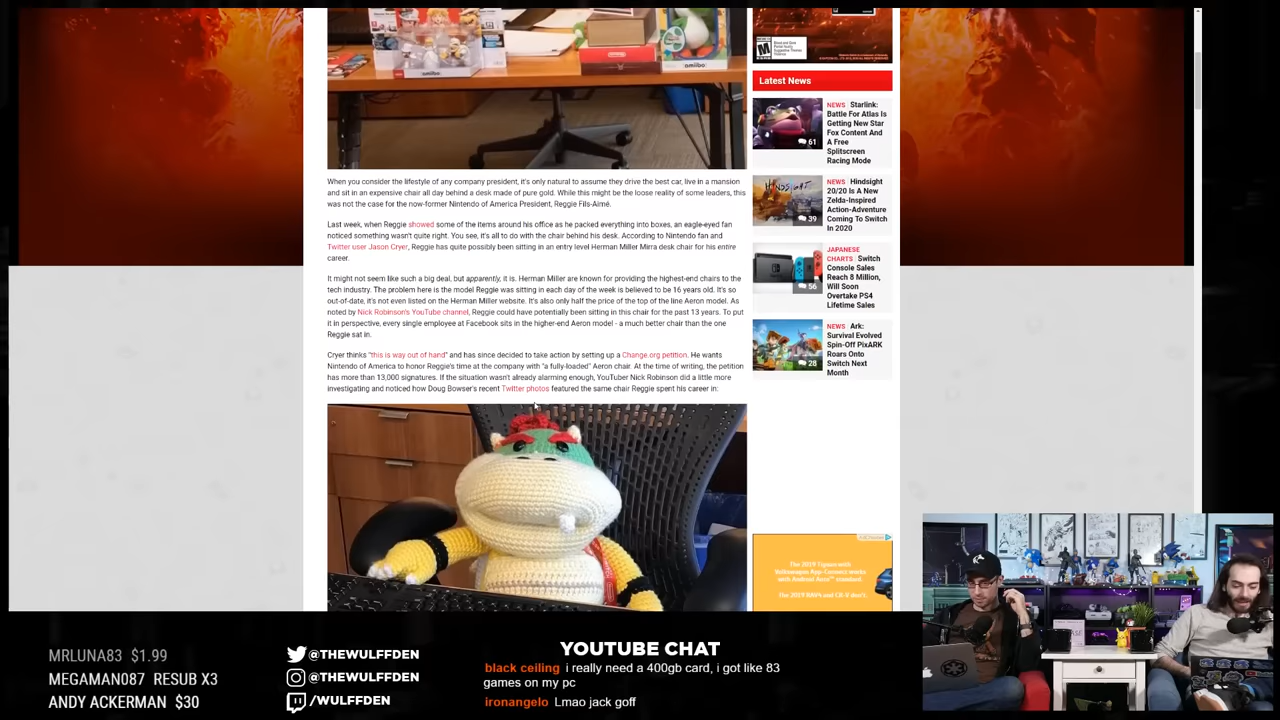 amiibo
amiibo
M
When you consider the lifestyle of any company president, it's only natural to assume they drive the best car, live in a mansion
and sit in an expensive chair all day behind a desk made of pure gold. While this might be the loose reality of some leaders, this
was not the case for the now-former Nintendo of America President, Reggie Fils-Aimé.
Last week, when Reggie showed some of the items around his office as he packed everything into boxes, an eagle-eyed fan
noticed something wasn't quite right. You see, it's all to do with the chair behind his desk. According to Nintendo fan and
Twitter user Jason Cryer, Reggie has quite possibly been sitting in an entry level Herman Miller Mirra desk chair for his entire
career.
It might not seem like such a big deal, but apparently, it is. Herman Miller are known for providing the highest-end chairs to the
tech industry. The problem here is the model Reggie was sitting in each day of the week is believed to be 16 years old. It's so
out-of-date, it's not even listed on the Herman Miller website. It's also only half the price of the top of the line Aeron model. As
noted by Nick Robinson's YouTube channel, Reggie could have potentially been sitting in this chair for the past 13 years. To put
it in perspective, every single employee at Facebook sits in the higher-end Aeron model - a much better chair than the one
Reggie sat in.
Cryer thinks "this is way out of hand" and has since decided to take action by setting up a Change.org petition. He wants
Nintendo of America to honor Reggie's time at the company with "a fully-loaded" Aeron chair. At the time of writing, the petition
has more than 13,000 signatures. If the situation wasn't already alarming enough, YouTuber Nick Robinson did a little more
investigating and noticed how Doug Bowser's recent Twitter photos featured the same chair Reggie spent his career in:
Latest News
NEWS Starlink:
Battle For Atlas Is
Getting New Star
Fox Content And
A Free
Splitscreen
Racing Mode
61
NEWS Hindsight
20/20 Is A New
Zelda-Inspired
Action-Adventure
Coming To Switch
In 2020
HINDSIGHT
39
JAPANESE
CHARTS Switch
Console Sales
Reach 8 Million,
Will Soon
Overtake PS4
Lifetime Sales
56
NEWS Ark:
Survival Evolved
Spin-Off PixARK
Roars Onto
Switch Next
Month
28
The 2019 Tiguan with
Volkswagen App-Connect works
with Android Auto™ standard.
The 2019 RAV4 and CR-V don't.
MRLUNA83 $1.99
MEGAMAN087 RESUB X3
ANDY ACKERMAN $30
@THEWULFFDEN
@THEWULFFDEN
/WULFFDEN
YOUTUBE CHAT
black ceiling i really need a 400gb card, i got like 83
games on my pc
ironangelo Lmao jack goff